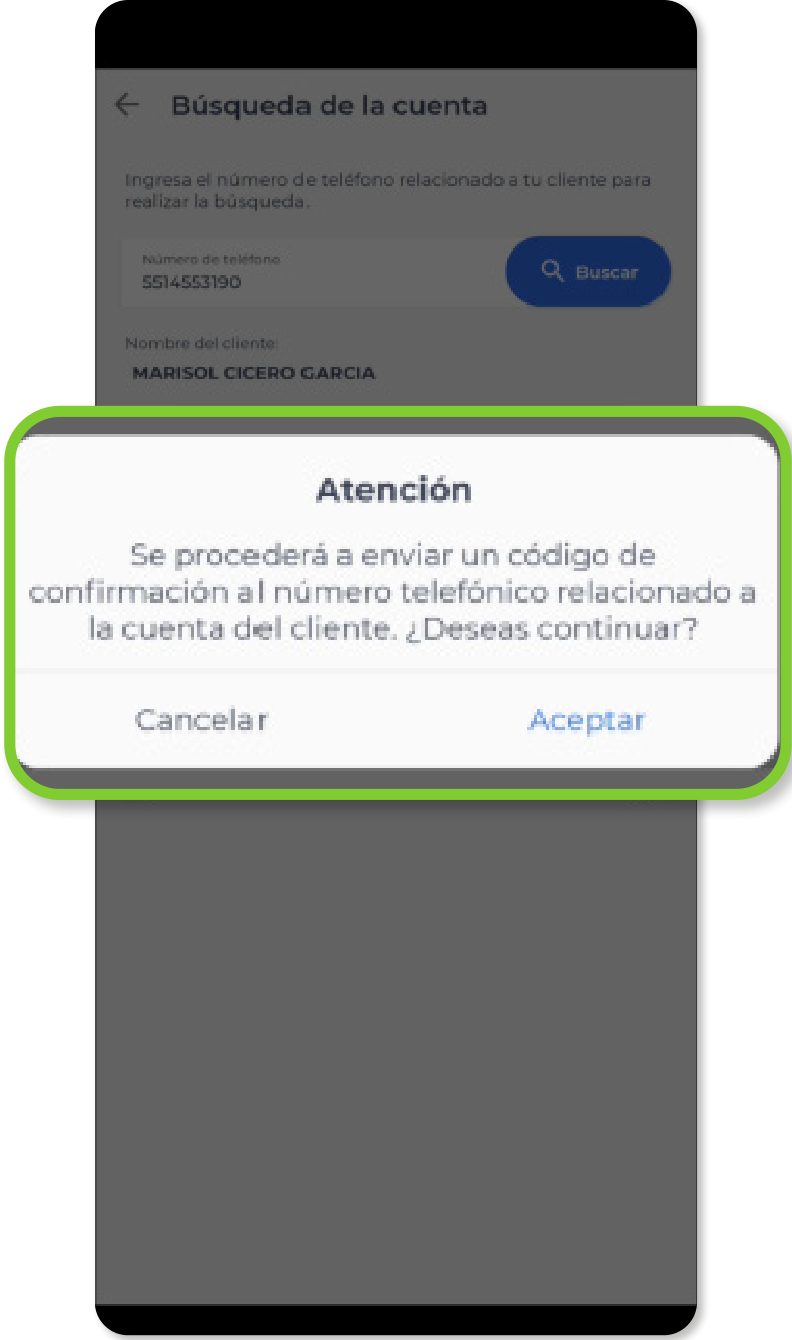 Búsqueda de la cuenta
Ingresa el número de teléfono relacionado a tu cliente para
realizar la búsqueda.
Número de teléfono
5514553190
Buscar
Nombre del cliente:
MARISOL CICERO GARCIA
Atención
Se procederá a enviar un código de
confirmación al número telefónico relacionado a
la cuenta del cliente. ¿Deseas continuar?
Cancelar
Aceptar